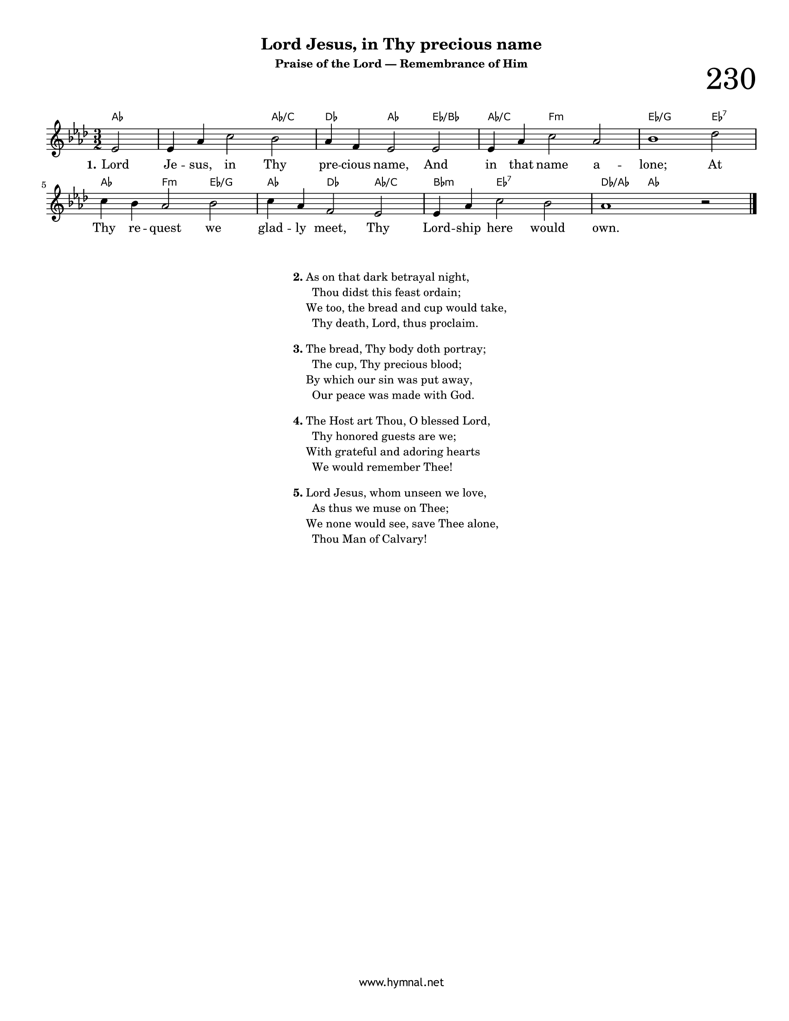 Lord Jesus, in Thy precious name
Praise of the Lord — Remembrance of Him
230
A♭ A♭/C D♭ A♭ E♭/B♭ A♭/C Fm E♭/G E♭7
3
2
1. Lord Je - sus, in Thy pre-cious name, And in that name a - lone; At
5
A♭ Fm E♭/G A♭ D♭ A♭/C B♭m E♭7 D♭/A♭ A♭
Thy re - quest we glad - ly meet, Thy Lord-ship here would own.
2. As on that dark betrayal night,
Thou didst this feast ordain;
We too, the bread and cup would take,
Thy death, Lord, thus proclaim.
3. The bread, Thy body doth portray;
The cup, Thy precious blood;
By which our sin was put away,
Our peace was made with God.
4. The Host art Thou, O blessed Lord,
Thy honored guests are we;
With grateful and adoring hearts
We would remember Thee!
5. Lord Jesus, whom unseen we love,
As thus we muse on Thee;
We none would see, save Thee alone,
Thou Man of Calvary!
www.hymnal.net